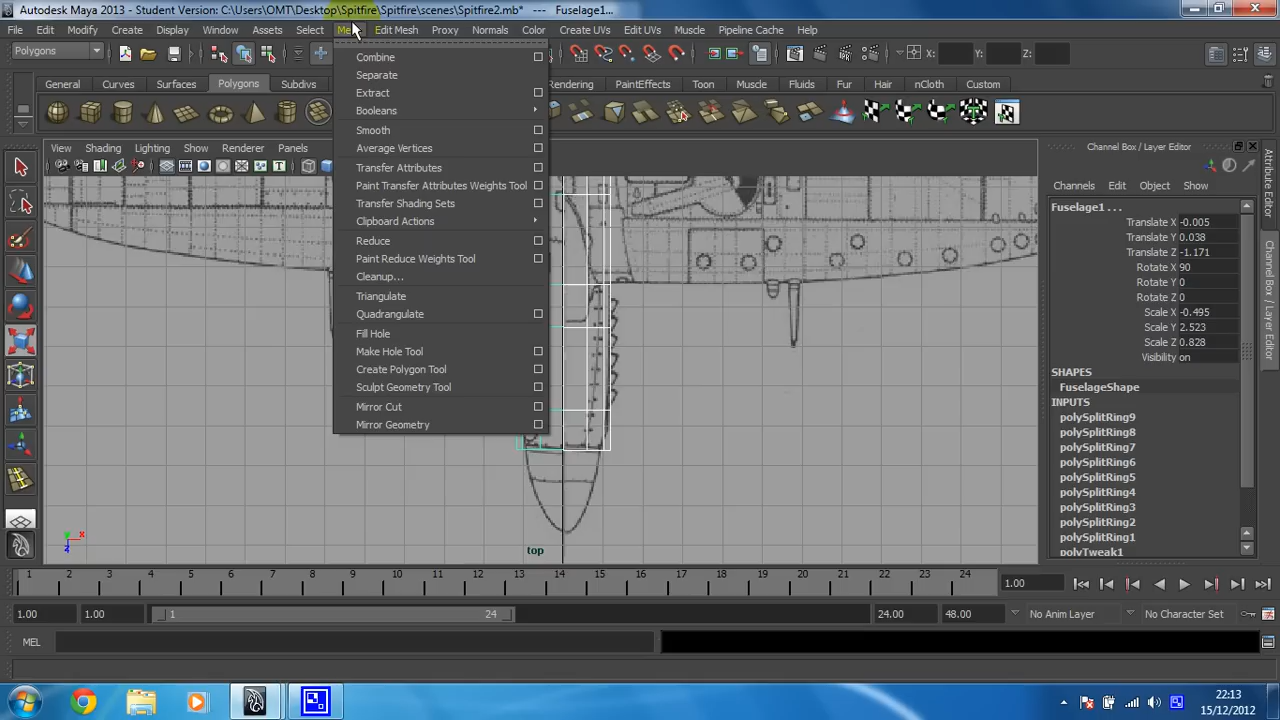 Autodesk Maya 2013 - Student Version: C:\Users\OMT\Desktop\Spitfire\Spitfire\scenes\Spitfire2.mb* --- Fuselage1...
File Edit Modify Create Display Window Assets Select Edit Mesh Proxy Normals Color Create UVs Edit UVs Muscle Pipeline Cache Help
Polygons
X: Y: Z:
General Curves Surfaces Polygons Subdivs Rendering PaintEffects Toon Muscle Fluids Fur Hair nCloth Custom
Combine
Separate
Extract
Booleans
Smooth
Average Vertices
Transfer Attributes
Paint Transfer Attributes Weights Tool
Transfer Shading Sets
Clipboard Actions
Reduce
Paint Reduce Weights Tool
Cleanup...
Triangulate
Quadrangulate
Fill Hole
Make Hole Tool
Create Polygon Tool
Sculpt Geometry Tool
Mirror Cut
Mirror Geometry
View Shading Lighting Show Renderer Panels
top
y x
z
Channel Box / Layer Editor
Channels Edit Object Show
Fuselage1 . . .
Translate X -0.005
Translate Y 0.038
Translate Z -1.171
Rotate X 90
Rotate Y 0
Rotate Z 0
Scale X -0.495
Scale Y 2.523
Scale Z 0.828
Visibility on
SHAPES
FuselageShape
INPUTS
polySplitRing9
polySplitRing8
polySplitRing7
polySplitRing6
polySplitRing5
polySplitRing4
polySplitRing3
polySplitRing2
polySplitRing1
polyTweak1
Attribute Editor
Channel Box / Layer Editor
1 2 3 4 5 6 7 8 9 10 11 12 13 14 15 16 17 18 19 20 21 22 23 24
1.00
1.00 1.00 1 24 24.00 48.00 No Anim Layer No Character Set
MEL
22:13
15/12/2012